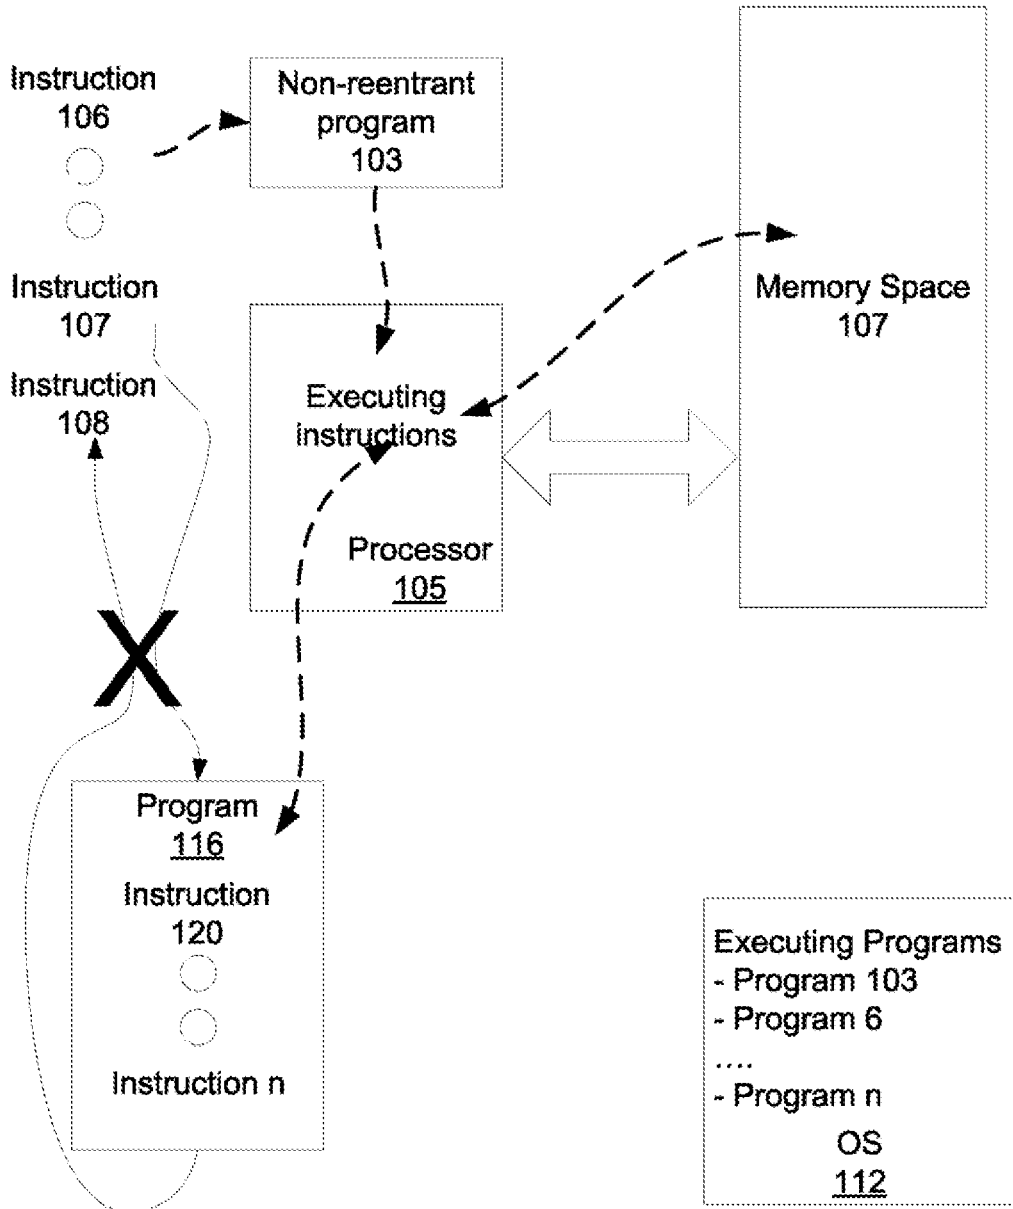 Instruction
106
Non-reentrant
program
103
Instruction
107
Instruction
108
Executing
instructions
Processor
105
Memory Space
107
X
Program
116
Instruction
120
Instruction n
Executing Programs
- Program 103
- Program 6
....
- Program n
OS
112